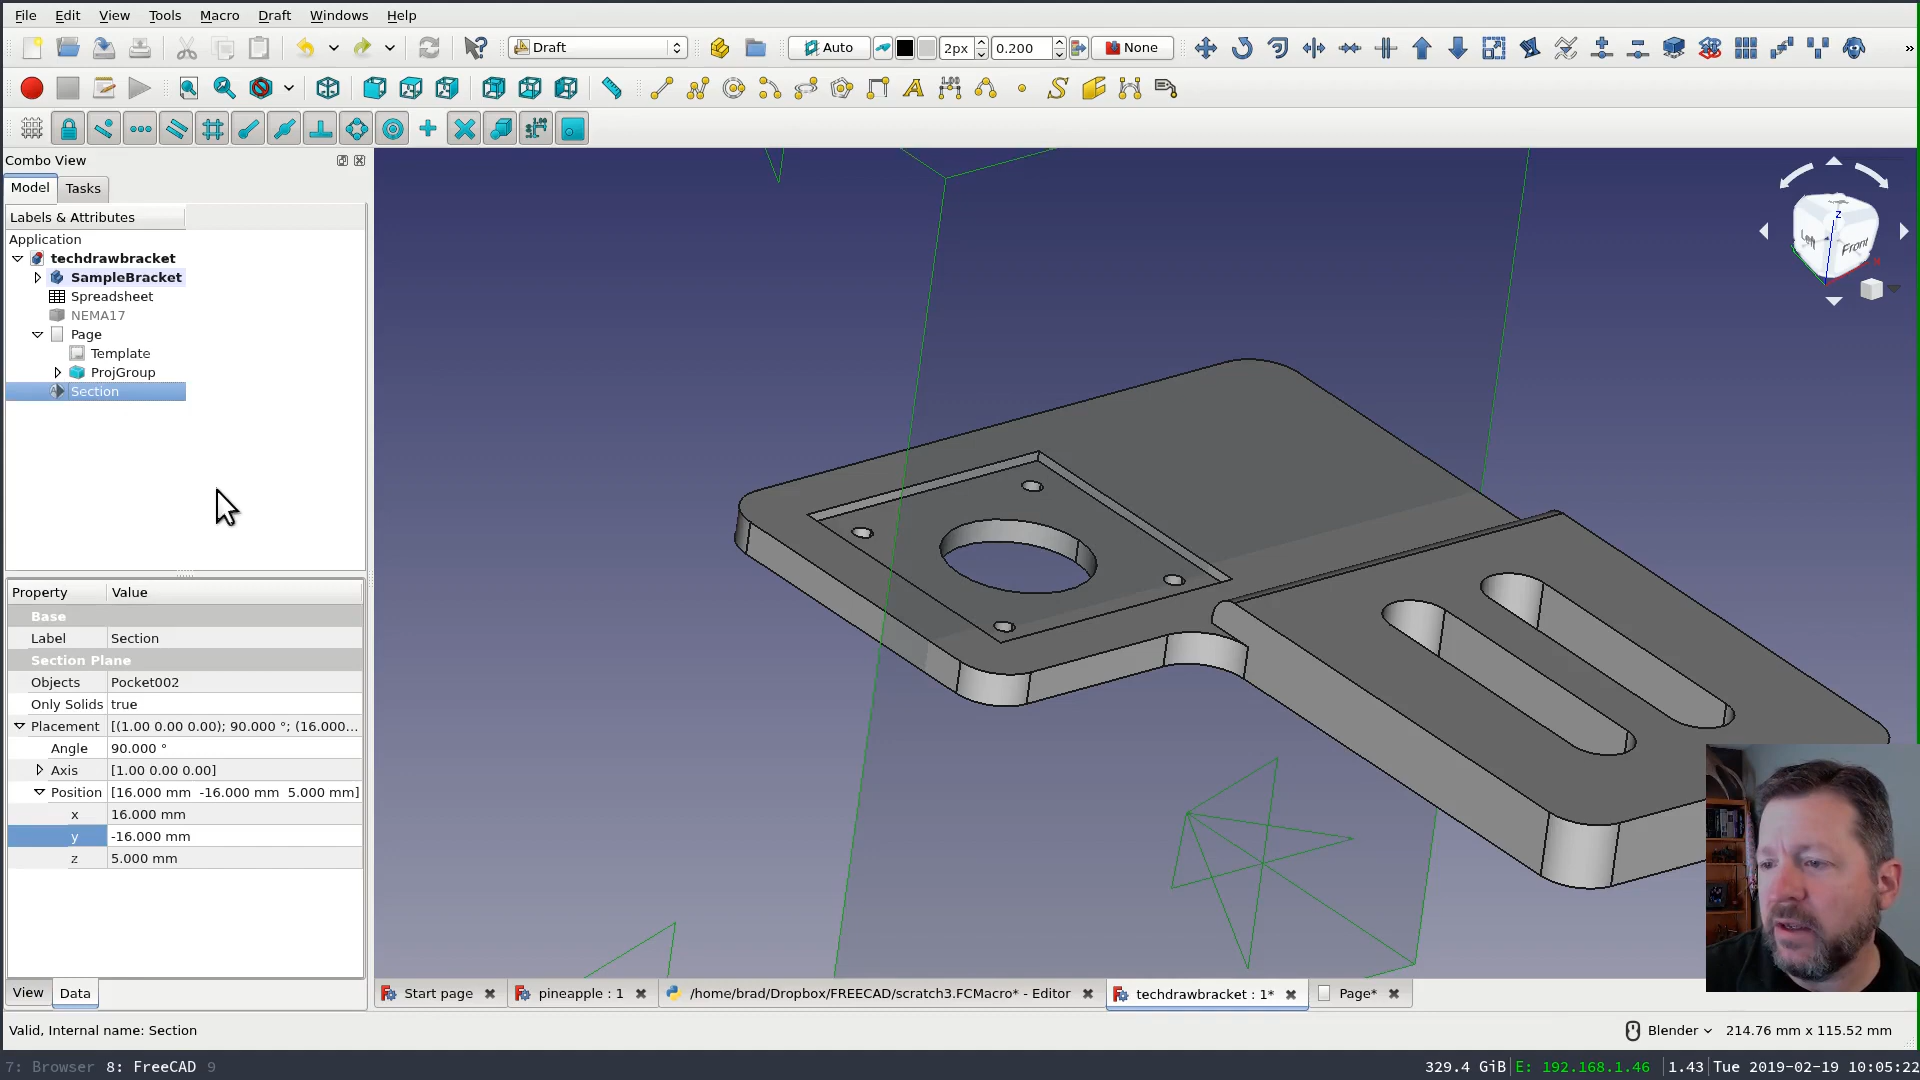 File Edit View Tools Macro Draft Windows Help
Draft Auto 2px 0.200 None »
Combo View
Model Tasks
Labels & Attributes
Application
techdrawbracket
SampleBracket
Spreadsheet
NEMA17
Page
Template
ProjGroup
Section
Property Value
Base
Label Section
Section Plane
Objects Pocket002
Only Solids true
Placement [(1.00 0.00 0.00); 90.000 °; (16.000...
Angle 90.000 °
Axis [1.00 0.00 0.00]
Position [16.000 mm -16.000 mm 5.000 mm]
x 16.000 mm
y -16.000 mm
z 5.000 mm
View Data
Z
Left Front
Start page pineapple : 1 /home/brad/Dropbox/FREECAD/scratch3.FCMacro* - Editor techdrawbracket : 1* Page*
Valid, Internal name: Section Blender 214.76 mm x 115.52 mm
7: Browser 8: FreeCAD 9 329.4 GiB E: 192.168.1.46 1.43 Tue 2019-02-19 10:05:22